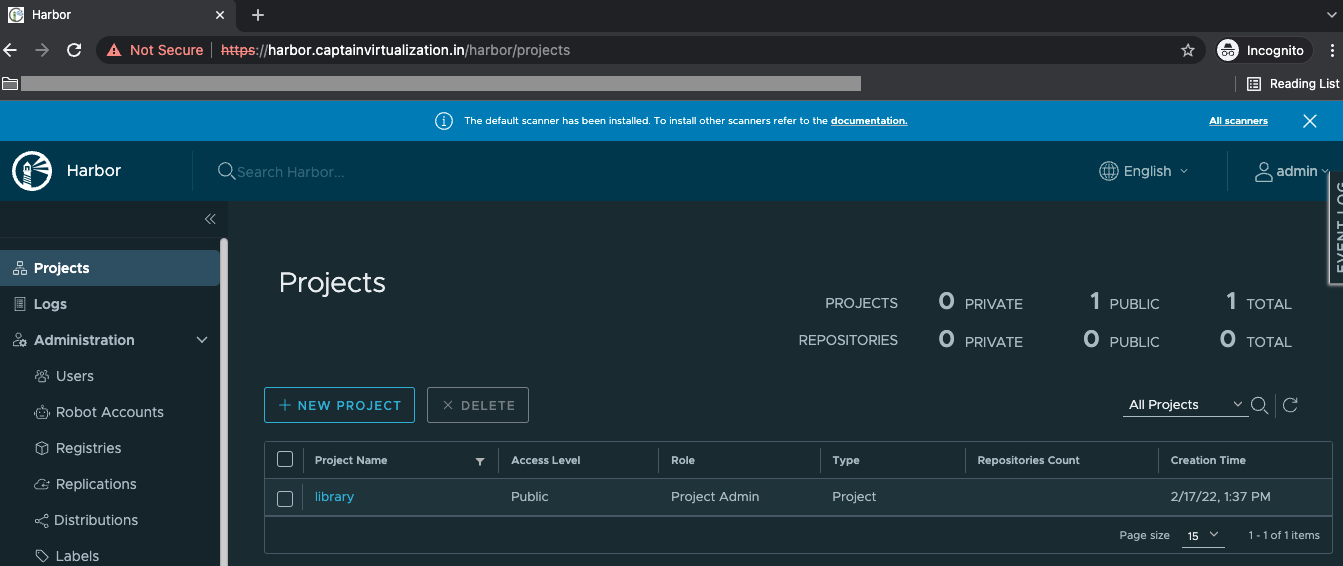 Harbor
Not Secure https://harbor.captainvirtualization.in/harbor/projects Incognito
Reading List
The default scanner has been installed. To install other scanners refer to the documentation. All scanners
Harbor Search Harbor... English admin
EVENT LOG
Projects
Logs
Administration
Users
Robot Accounts
Registries
Replications
Distributions
Labels
Projects
PROJECTS 0 PRIVATE 1 PUBLIC 1 TOTAL
REPOSITORIES 0 PRIVATE 0 PUBLIC 0 TOTAL
NEW PROJECT DELETE All Projects
Project Name Access Level Role Type Repositories Count Creation Time
library Public Project Admin Project 2/17/22, 1:37 PM
Page size 15 1 - 1 of 1 items